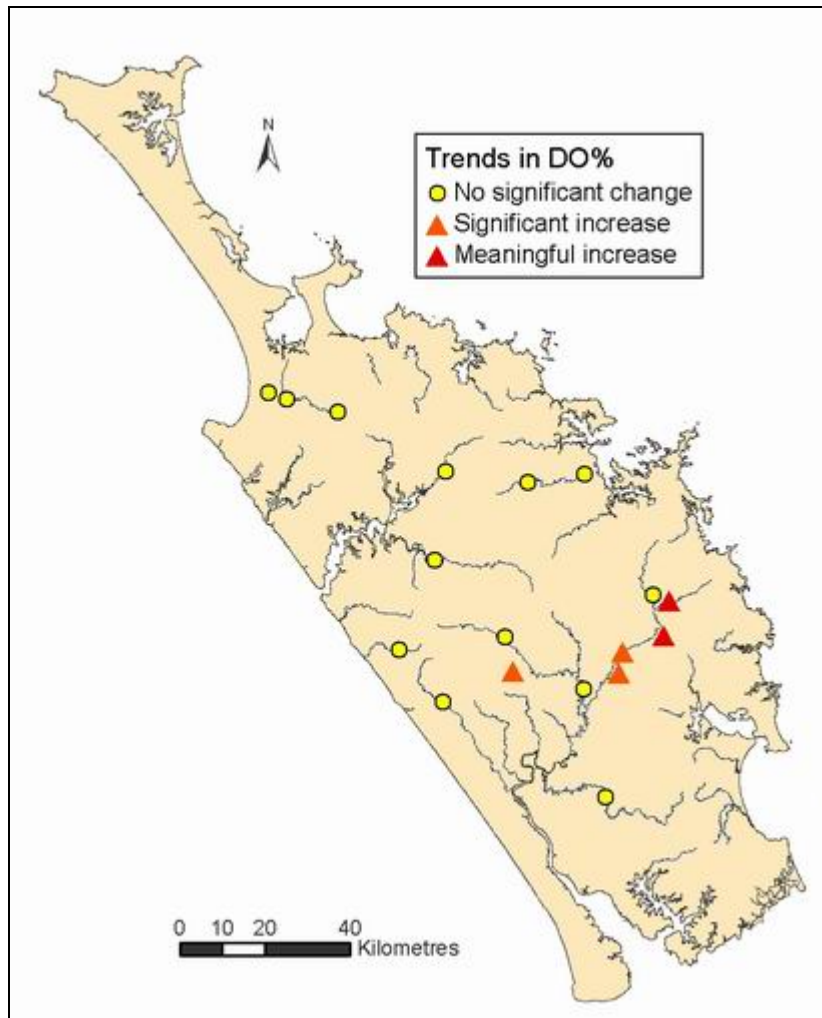 N
Trends in DO%
No significant change
Significant increase
Meaningful increase
0 10 20 40
Kilometres